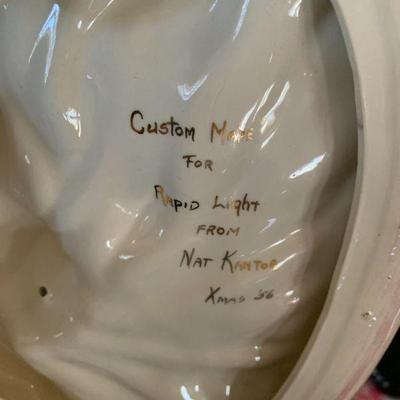 Custom Made
For
Rapid Light
From
Nat Kantor
Xmas '56